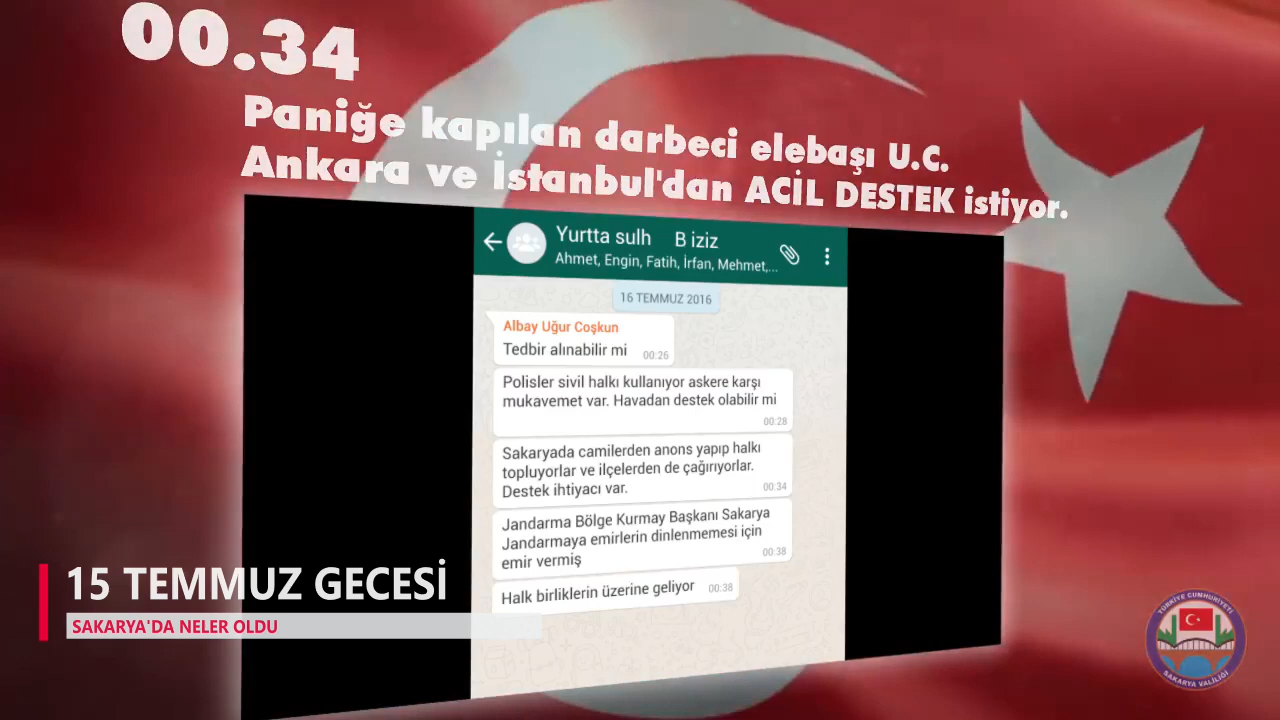 00.34
Paniğe kapılan darbeci elebaşı U.C.
Ankara ve İstanbul'dan ACİL DESTEK istiyor.
Yurtta sulh B iziz
Ahmet, Engin, Fatih, İrfan, Mehmet,...
16 TEMMUZ 2016
Albay Uğur Coşkun
Tedbir alınabilir mi 00:26
Polisler sivil halkı kullanıyor askere karşı
mukavemet var. Havadan destek olabilir mi
00:28
Sakaryada camilerden anons yapıp halkı
topluyorlar ve ilçelerden de çağırıyorlar.
Destek ihtiyacı var. 00:34
Jandarma Bölge Kurmay Başkanı Sakarya
Jandarmaya emirlerin dinlenmemesi için
emir vermiş 00:38
Halk birliklerin üzerine geliyor 00:38
15 TEMMUZ GECESİ
SAKARYA'DA NELER OLDU
TÜRKİYE CUMHURİYETİ
SAKARYA VALİLİĞİ